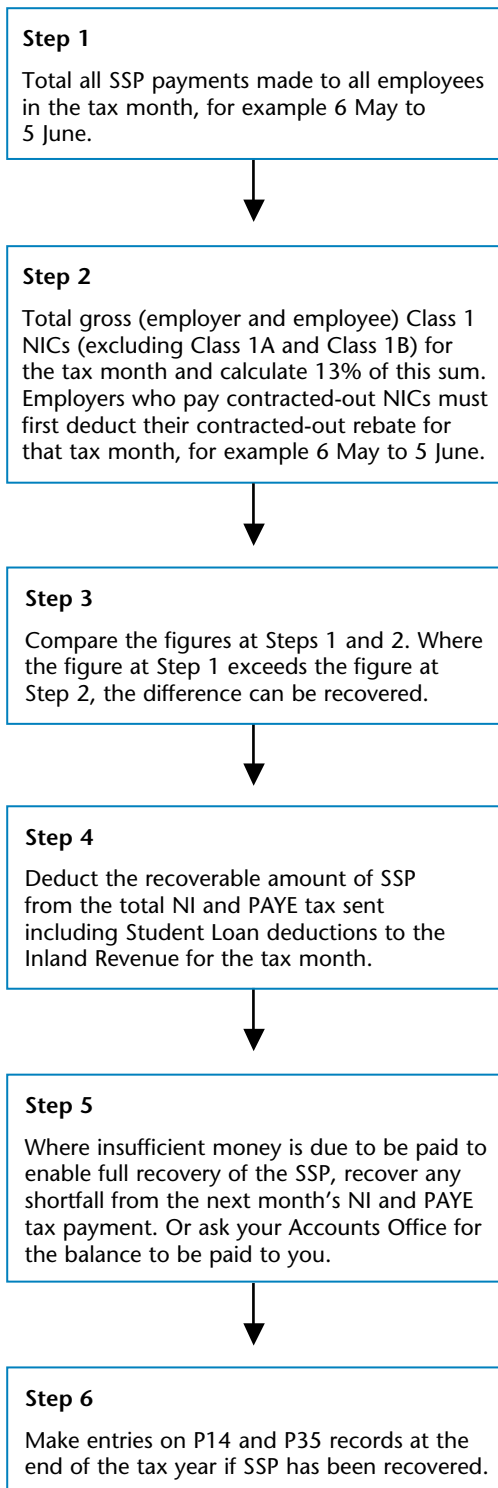 Step 1
Total all SSP payments made to all employees
in the tax month, for example 6 May to
5 June.
Step 2
Total gross (employer and employee) Class 1
NICs (excluding Class 1A and Class 1B) for
the tax month and calculate 13% of this sum.
Employers who pay contracted-out NICs must
first deduct their contracted-out rebate for
that tax month, for example 6 May to 5 June.
Step 3
Compare the figures at Steps 1 and 2. Where
the figure at Step 1 exceeds the figure at
Step 2, the difference can be recovered.
Step 4
Deduct the recoverable amount of SSP
from the total NI and PAYE tax sent
including Student Loan deductions to the
Inland Revenue for the tax month.
Step 5
Where insufficient money is due to be paid to
enable full recovery of the SSP, recover any
shortfall from the next month's NI and PAYE
tax payment. Or ask your Accounts Office for
the balance to be paid to you.
Step 6
Make entries on P14 and P35 records at the
end of the tax year if SSP has been recovered.